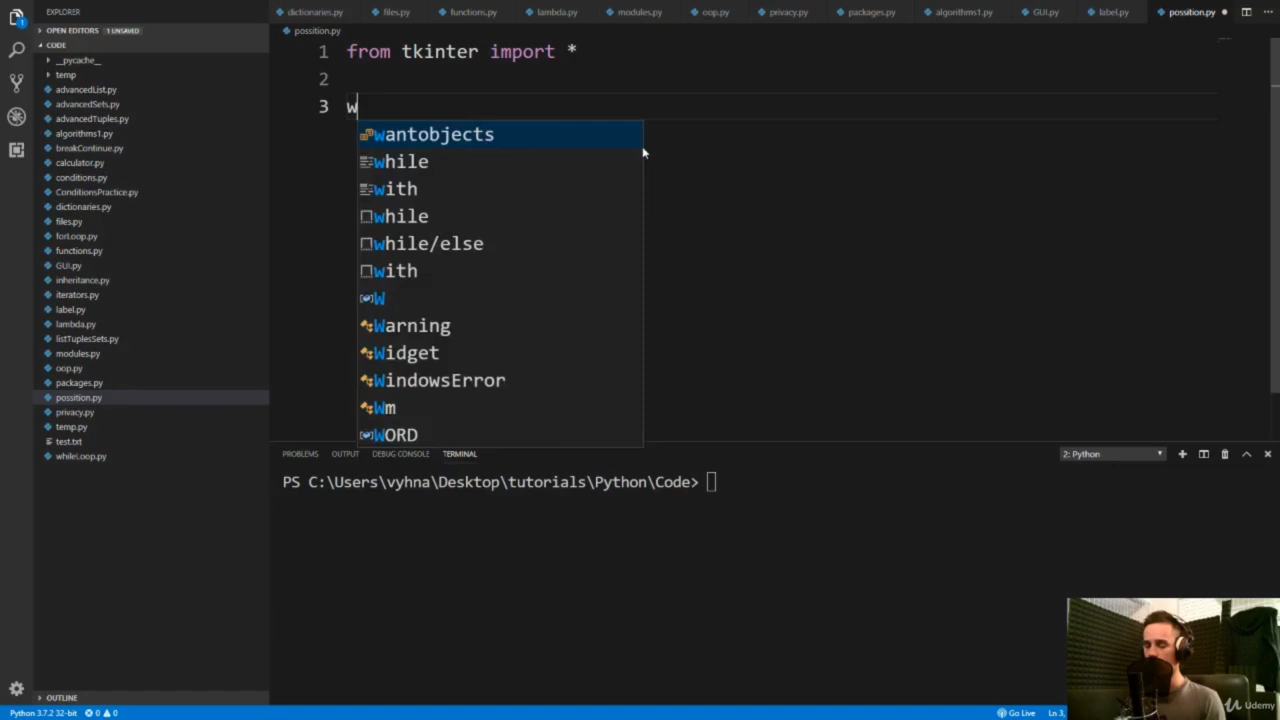 EXPLORER
dictionaries.py
files.py
functions.py
lambda.py
modules.py
oop.py
privacy.py
packages.py
algorithms1.py
GUI.py
label.py
possition.py
OPEN EDITORS 1 UNSAVED
CODE
__pycache__
temp
advancedList.py
advancedSets.py
advancedTuples.py
algorithms1.py
breakContinue.py
calculator.py
conditions.py
ConditionsPractice.py
dictionaries.py
files.py
forLoop.py
functions.py
GUI.py
inheritance.py
iterators.py
label.py
lambda.py
listTuplesSets.py
modules.py
oop.py
packages.py
possition.py
privacy.py
temp.py
test.txt
whileLoop.py
OUTLINE
possition.py
1 from tkinter import *
2
3 w
wantobjects
while
with
while
while/else
with
W
Warning
Widget
WindowsError
Wm
WORD
PROBLEMS OUTPUT DEBUG CONSOLE TERMINAL
2: Python
PS C:\Users\vyhna\Desktop\tutorials\Python\Code>
Udemy
Python 3.7.2 32-bit 0 0
Go Live Ln 3,
1